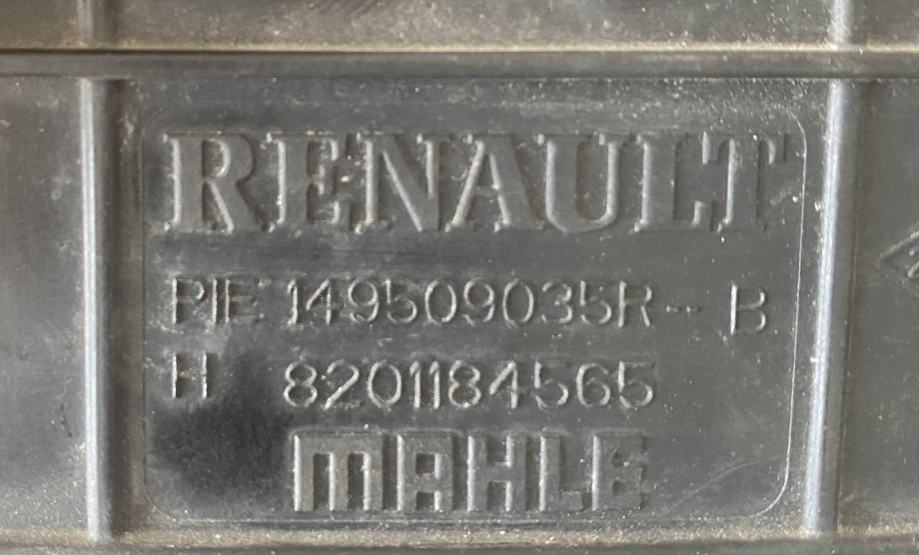 RENAULT
PIE 149509035R-- B
H 8201184565
MAHLE